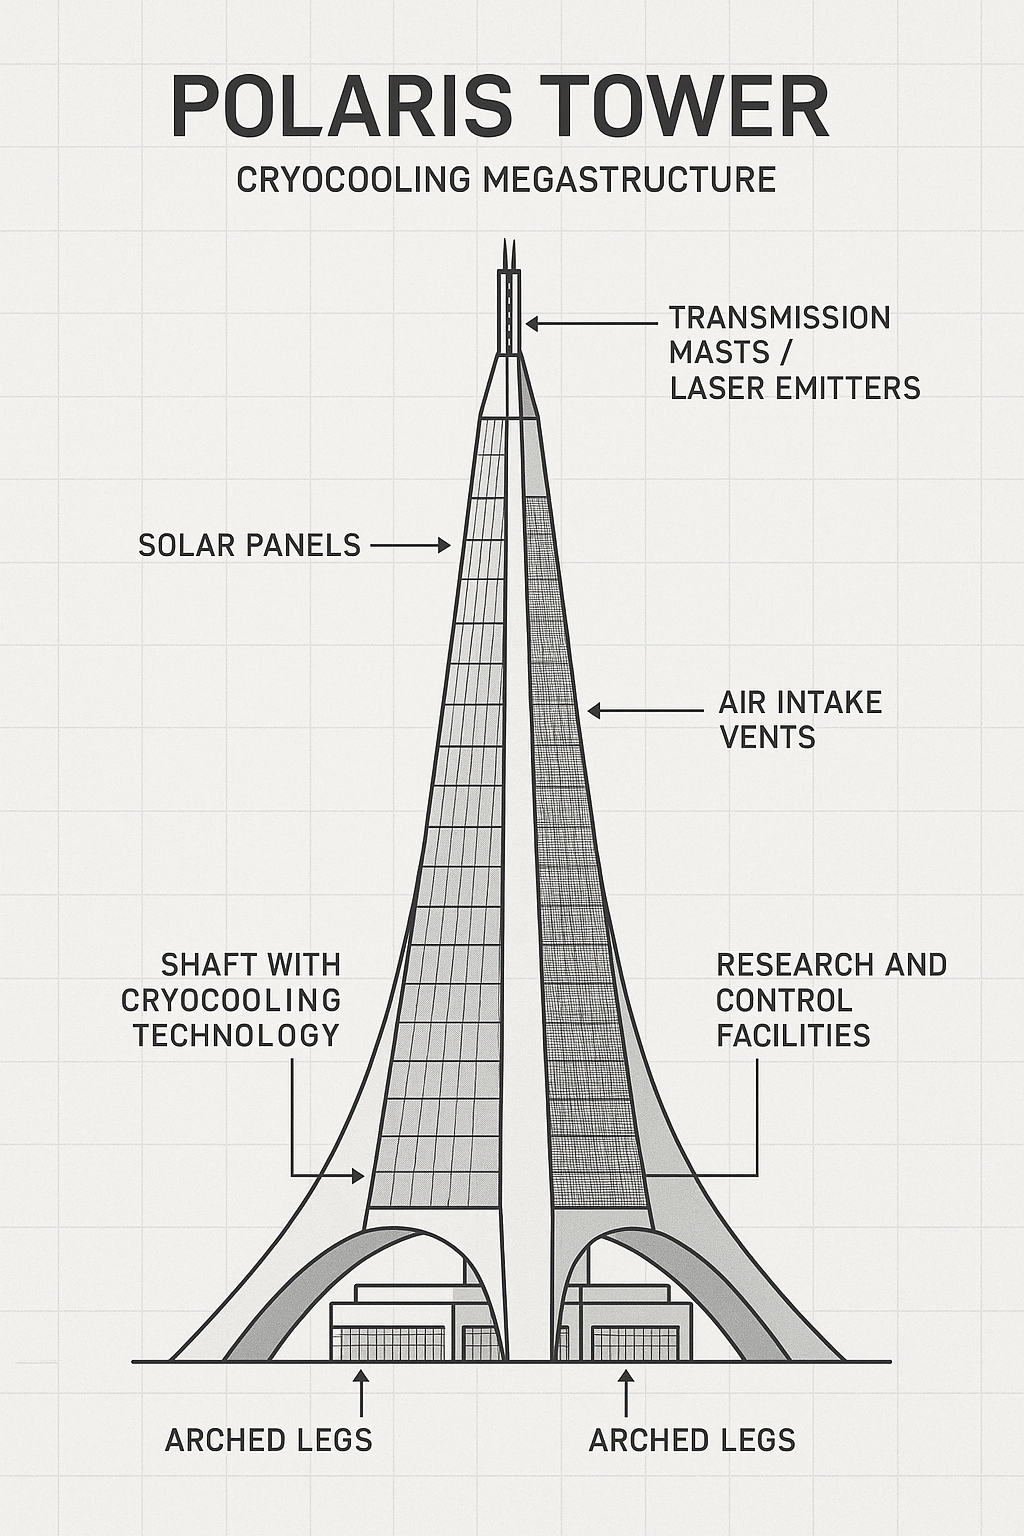 POLARIS TOWER
CRYOCOOLING MEGASTRUCTURE
TRANSMISSION
MASTS /
LASER EMITTERS
SOLAR PANELS
AIR INTAKE
VENTS
SHAFT WITH
CRYOCOOLING
TECHNOLOGY
RESEARCH AND
CONTROL
FACILITIES
ARCHED LEGS
ARCHED LEGS